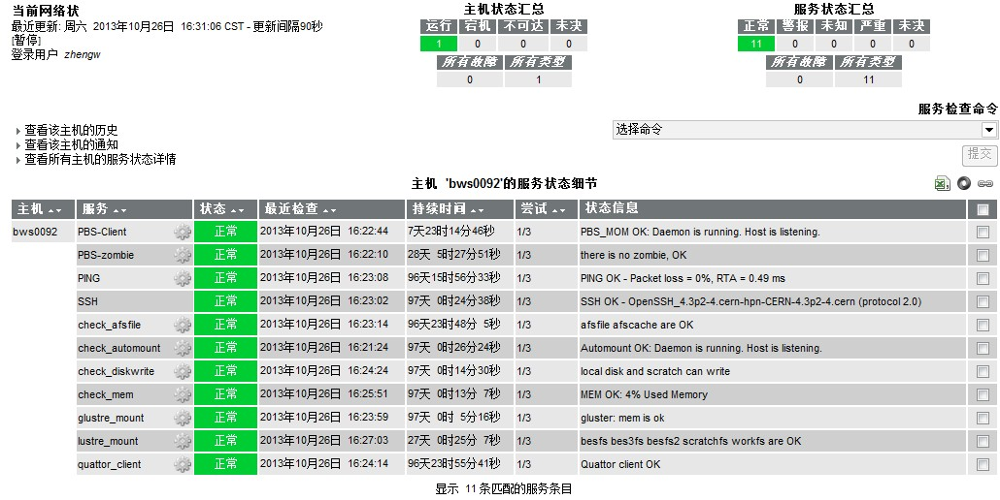 当前网络状
最近更新: 周六 2013年10月26日 16:31:06 CST - 更新间隔90秒
[暂停]
登录用户 zhengw
主机状态汇总
运行 宕机 不可达 未决
1 0 0 0
所有故障 所有类型
0 1
服务状态汇总
正常 警报 未知 严重 未决
11 0 0 0 0
所有故障 所有类型
0 11
查看该主机的历史
查看该主机的通知
查看所有主机的服务状态详情
服务检查命令
选择命令
提交
主机 'bws0092'的服务状态细节
主机 服务 状态 最近检查 持续时间 尝试 状态信息
bws0092 PBS-Client 正常 2013年10月26日 16:22:44 7天23时14分46秒 1/3 PBS_MOM OK: Daemon is running. Host is listening.
PBS-zombie 正常 2013年10月26日 16:22:10 28天 5时27分51秒 1/3 there is no zombie, OK
PING 正常 2013年10月26日 16:23:08 96天15时56分33秒 1/3 PING OK - Packet loss = 0%, RTA = 0.49 ms
SSH 正常 2013年10月26日 16:23:02 97天 0时24分38秒 1/3 SSH OK - OpenSSH_4.3p2-4.cern-hpn-CERN-4.3p2-4.cern (protocol 2.0)
check_afsfile 正常 2013年10月26日 16:23:14 96天23时48分 5秒 1/3 afsfile afscache are OK
check_automount 正常 2013年10月26日 16:21:24 97天 0时26分24秒 1/3 Automount OK: Daemon is running. Host is listening.
check_diskwrite 正常 2013年10月26日 16:24:24 97天 0时14分30秒 1/3 local disk and scratch can write
check_mem 正常 2013年10月26日 16:25:51 97天 0时13分 7秒 1/3 MEM OK: 4% Used Memory
glustre_mount 正常 2013年10月26日 16:23:59 97天 0时 5分16秒 1/3 gluster: mem is ok
lustre_mount 正常 2013年10月26日 16:27:03 27天 0时25分 7秒 1/3 besfs bes3fs besfs2 scratchfs workfs are OK
quattor_client 正常 2013年10月26日 16:24:14 96天23时55分41秒 1/3 Quattor client OK
显示 11 条匹配的服务条目